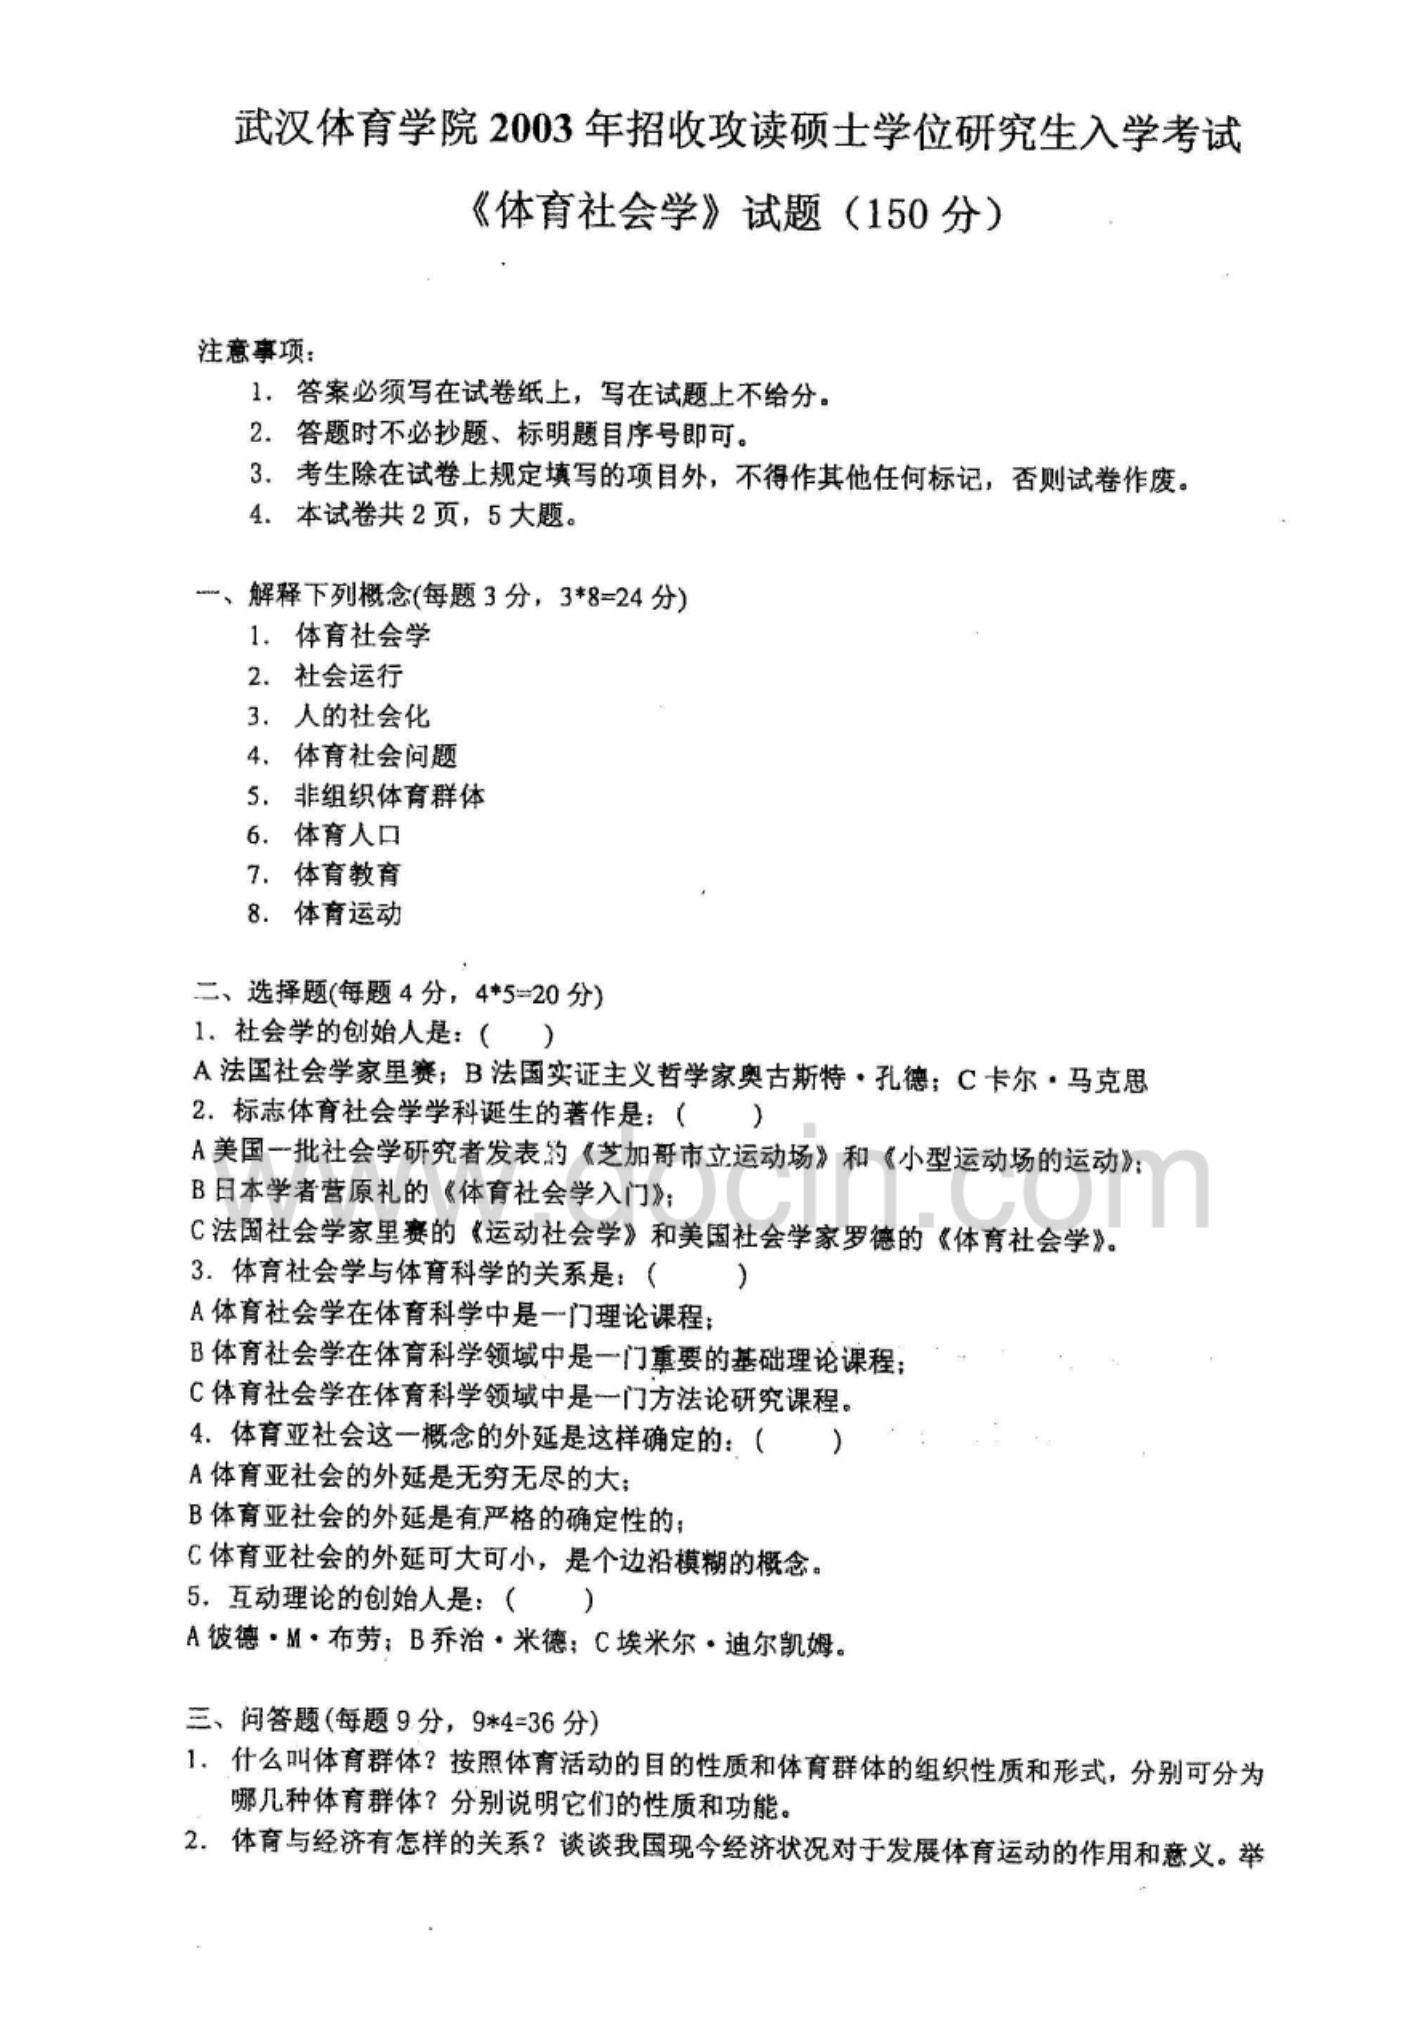 武汉体育学院 2003 年招收攻读硕士学位研究生入学考试
《体育社会学》试题（150 分）
注意事项：
1. 答案必须写在试卷纸上，写在试题上不给分。
2. 答题时不必抄题、标明题目序号即可。
3. 考生除在试卷上规定填写的项目外，不得作其他任何标记，否则试卷作废。
4. 本试卷共 2 页，5 大题。
一、解释下列概念(每题 3 分，3*8=24 分)
1. 体育社会学
2. 社会运行
3. 人的社会化
4. 体育社会问题
5. 非组织体育群体
6. 体育人口
7. 体育教育
8. 体育运动
二、选择题(每题 4 分，4*5=20 分)
1. 社会学的创始人是：(　　)
A 法国社会学家里赛；B 法国实证主义哲学家奥古斯特·孔德；C 卡尔·马克思
2. 标志体育社会学学科诞生的著作是：(　　)
A 美国一批社会学研究者发表的《芝加哥市立运动场》和《小型运动场的运动》；
B 日本学者营原礼的《体育社会学入门》；
C 法国社会学家里赛的《运动社会学》和美国社会学家罗德的《体育社会学》。
3. 体育社会学与体育科学的关系是：(　　)
A 体育社会学在体育科学中是一门理论课程；
B 体育社会学在体育科学领域中是一门重要的基础理论课程；
C 体育社会学在体育科学领域中是一门方法论研究课程。
4. 体育亚社会这一概念的外延是这样确定的：(　　)
A 体育亚社会的外延是无穷无尽的大；
B 体育亚社会的外延是有严格的确定性的；
C 体育亚社会的外延可大可小，是个边沿模糊的概念。
5. 互动理论的创始人是：(　　)
A 彼德·M·布劳；B 乔治·米德；C 埃米尔·迪尔凯姆。
三、问答题(每题 9 分，9*4=36 分)
1. 什么叫体育群体？按照体育活动的目的性质和体育群体的组织性质和形式，分别可分为
哪几种体育群体？分别说明它们的性质和功能。
2. 体育与经济有怎样的关系？谈谈我国现今经济状况对于发展体育运动的作用和意义。举
www.docin.com